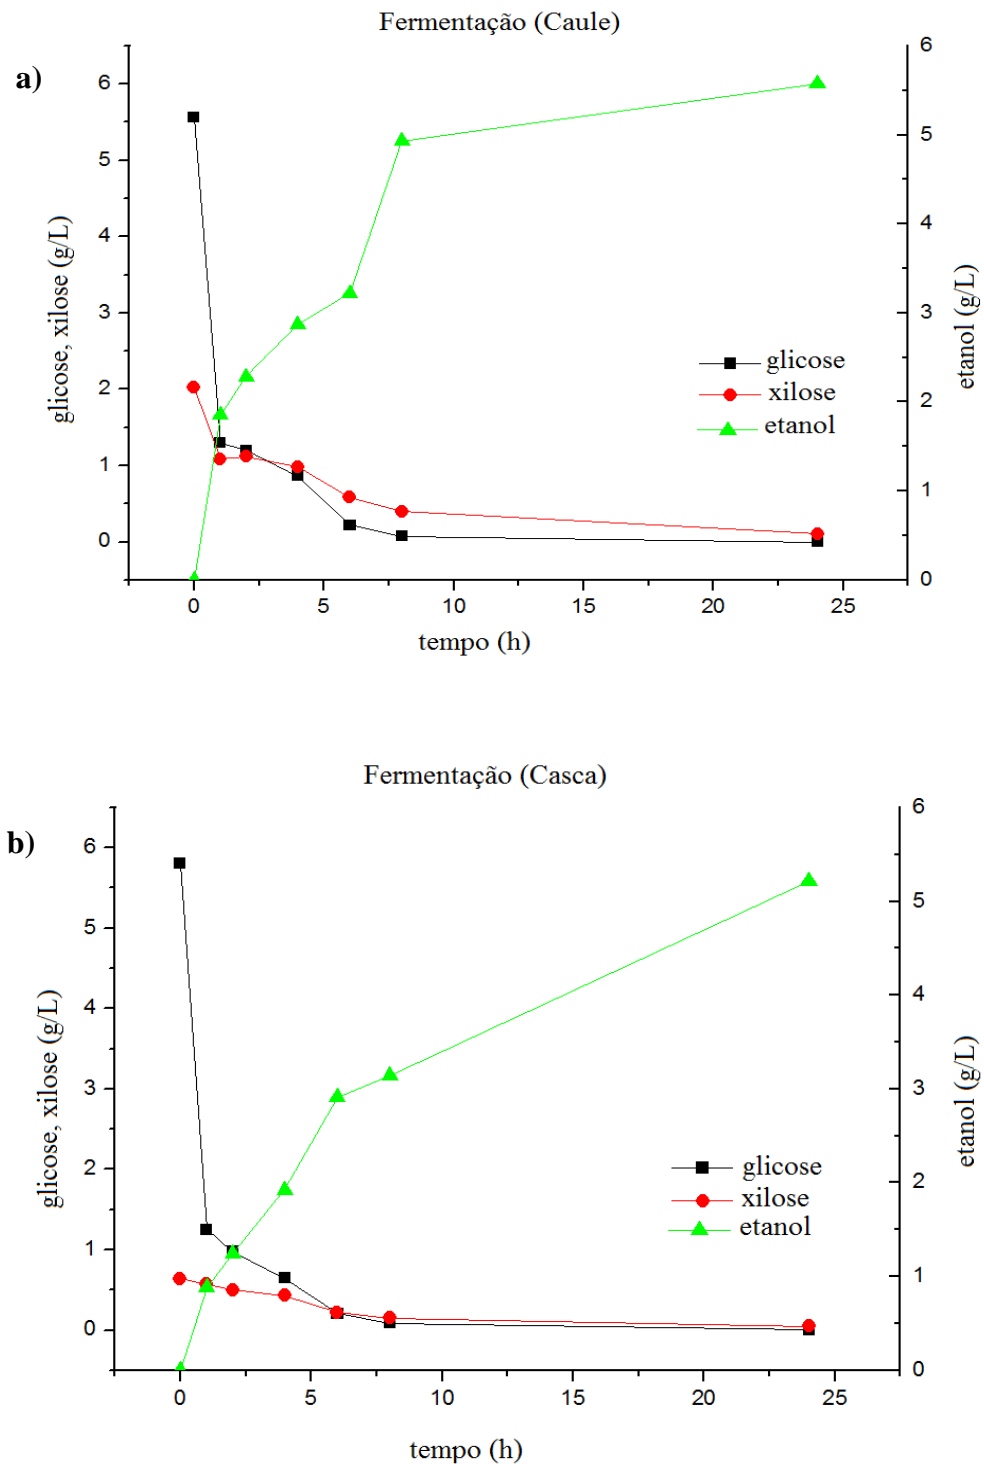 Fermentação (Caule)
a)
6
5
4
3
2
1
0
glicose, xilose (g/L)
6
5
4
3
2
1
0
etanol (g/L)
glicose
xilose
etanol
0
5
10
15
20
25
tempo (h)
Fermentação (Casca)
b)
6
5
4
3
2
1
0
glicose, xilose (g/L)
6
5
4
3
2
1
0
etanol (g/L)
glicose
xilose
etanol
0
5
10
15
20
25
tempo (h)